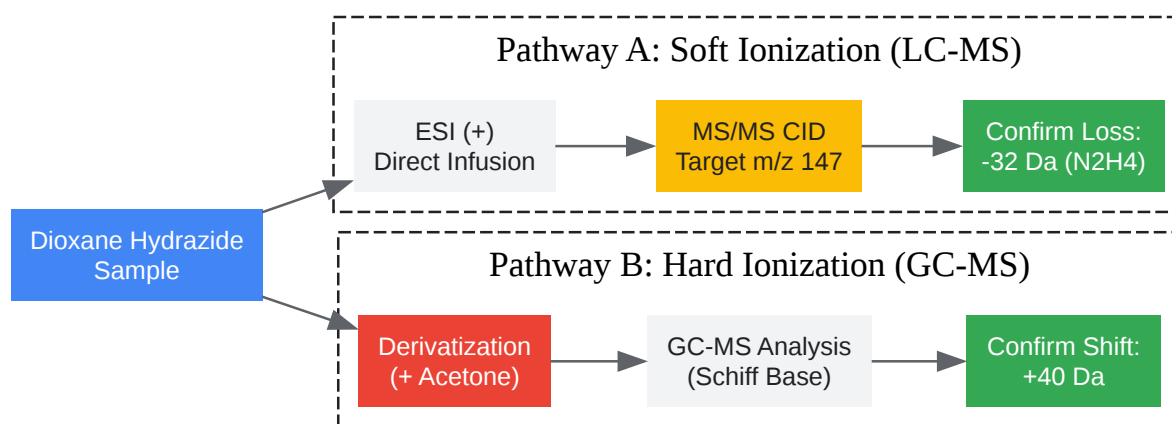 Pathway A: Soft Ionization (LC-MS)
ESI (+)
Direct Infusion
MS/MS CID
Target m/z 147
Confirm Loss:
-32 Da (N2H4)
Dioxane Hydrazide
Sample
Pathway B: Hard Ionization (GC-MS)
Derivatization
(+ Acetone)
GC-MS Analysis
(Schiff Base)
Confirm Shift:
+40 Da